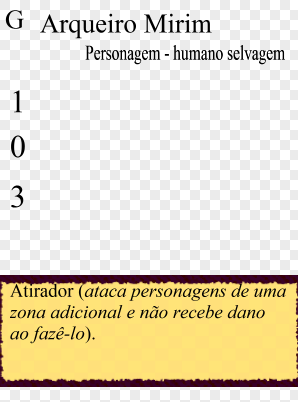 G Arqueiro Mirim
Personagem - humano selvagem
1
0
3
Atirador (ataca personagens de uma
zona adicional e não recebe dano
ao fazê-lo).